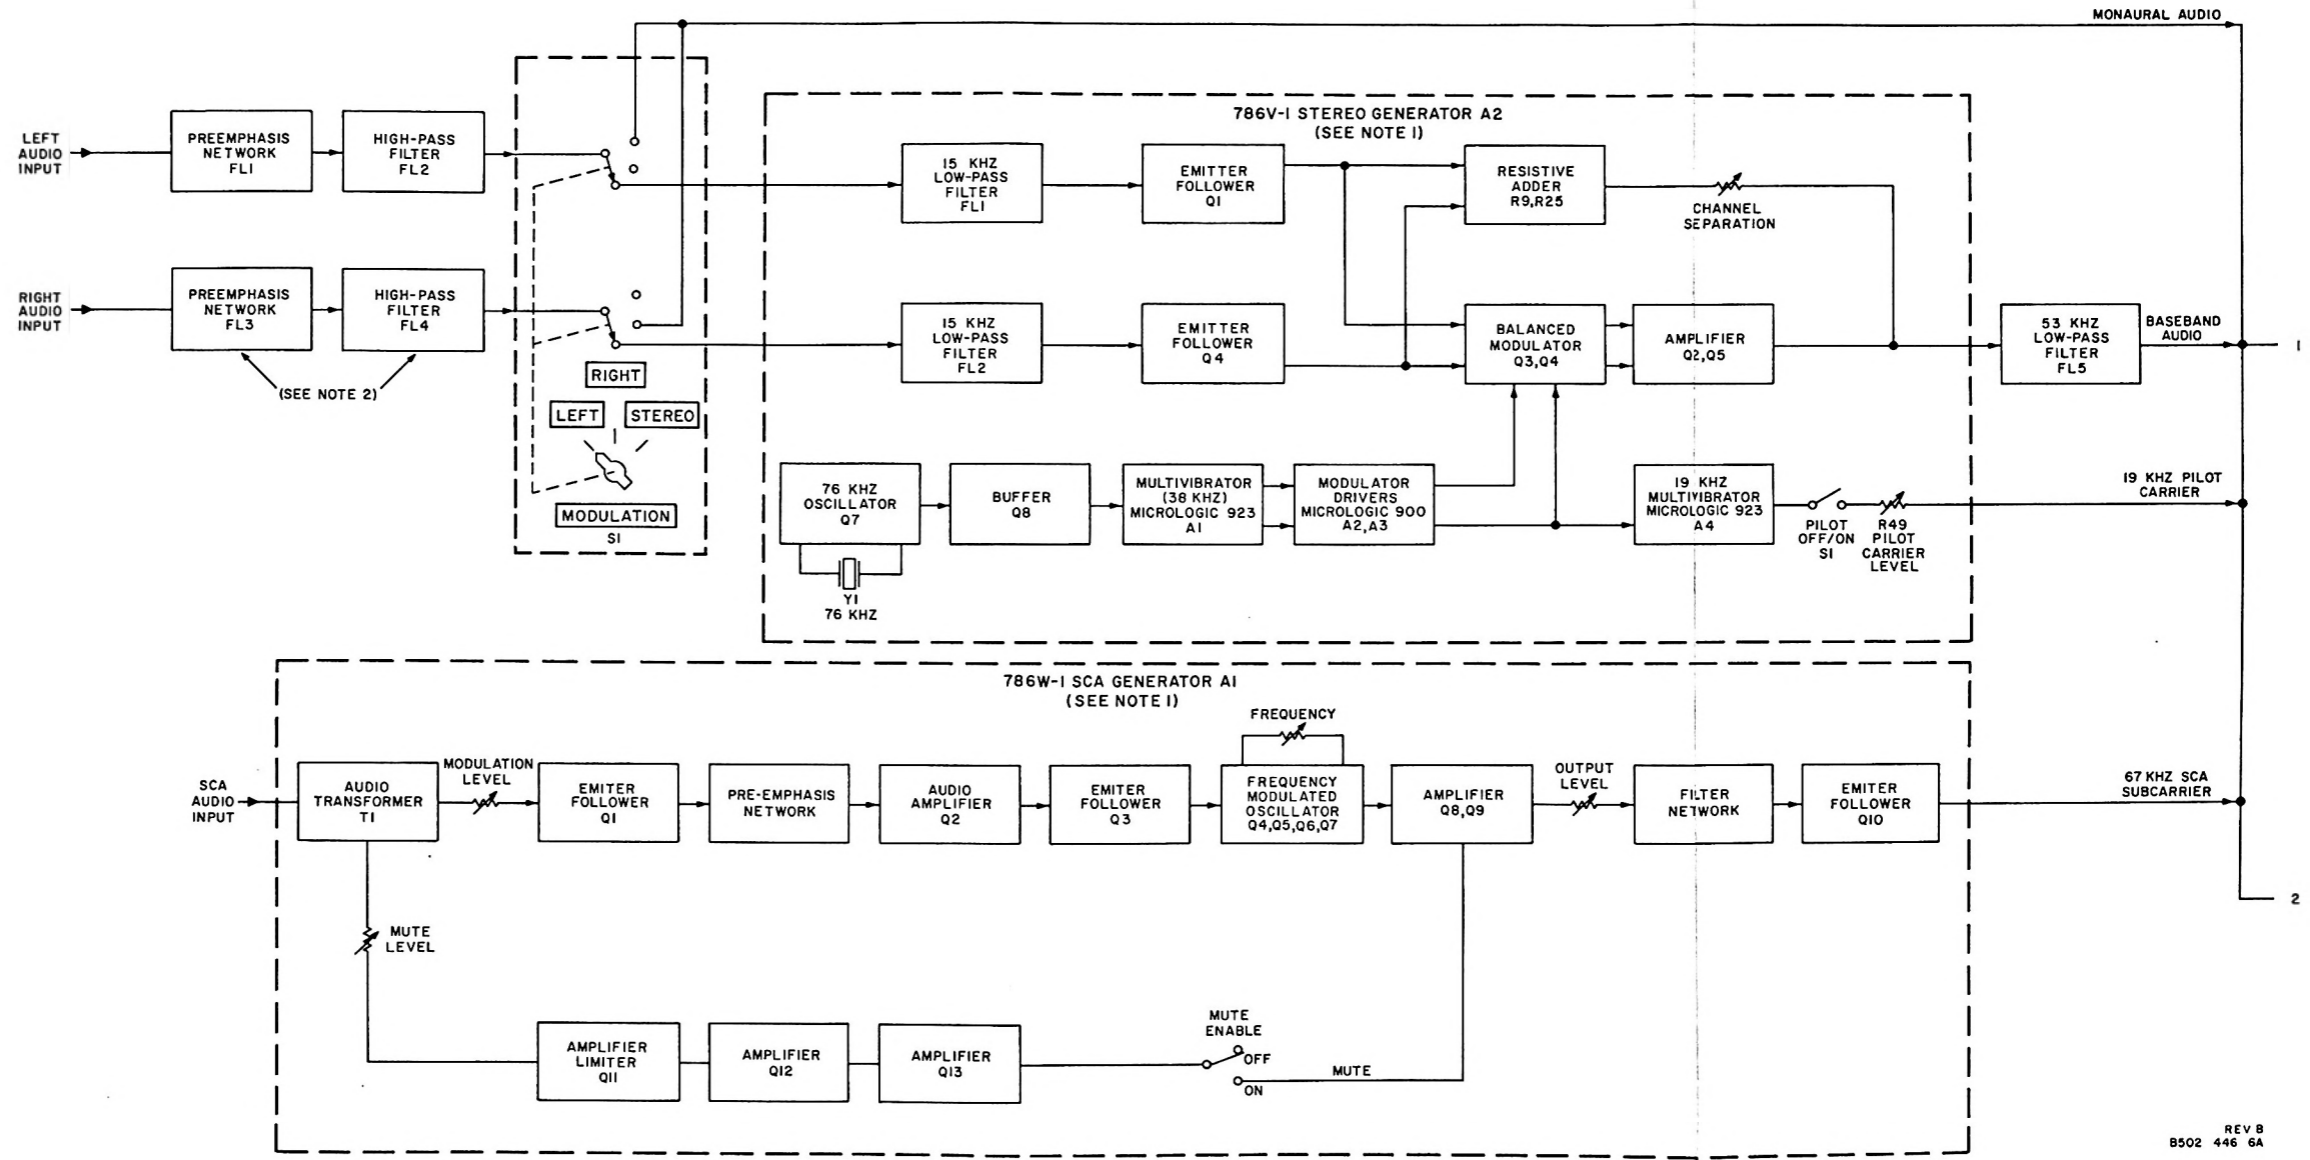 MONAURAL AUDIO
LEFT
AUDIO
INPUT
PREEMPHASIS
NETWORK
FL1
HIGH-PASS
FILTER
FL2
RIGHT
AUDIO
INPUT
PREEMPHASIS
NETWORK
FL3
HIGH-PASS
FILTER
FL4
(SEE NOTE 2)
RIGHT
LEFT
STEREO
MODULATION
S1
786V-1 STEREO GENERATOR A2
(SEE NOTE 1)
15 KHZ
LOW-PASS
FILTER
FL1
EMITTER
FOLLOWER
Q1
RESISTIVE
ADDER
R9,R25
CHANNEL
SEPARATION
15 KHZ
LOW-PASS
FILTER
FL2
EMITTER
FOLLOWER
Q4
BALANCED
MODULATOR
Q3,Q4
AMPLIFIER
Q2,Q5
53 KHZ
LOW-PASS
FILTER
FL5
BASEBAND
AUDIO
1
76 KHZ
OSCILLATOR
Q7
Y1
76 KHZ
BUFFER
Q8
MULTIVIBRATOR
(38 KHZ)
MICROLOGIC 923
A1
MODULATOR
DRIVERS
MICROLOGIC 900
A2,A3
19 KHZ
MULTIVIBRATOR
MICROLOGIC 923
A4
PILOT
OFF/ON
S1
R49
PILOT
CARRIER
LEVEL
19 KHZ PILOT
CARRIER
786W-1 SCA GENERATOR A1
(SEE NOTE 1)
SCA
AUDIO
INPUT
AUDIO
TRANSFORMER
T1
MODULATION
LEVEL
EMITER
FOLLOWER
Q1
PRE-EMPHASIS
NETWORK
AUDIO
AMPLIFIER
Q2
EMITER
FOLLOWER
Q3
FREQUENCY
FREQUENCY
MODULATED
OSCILLATOR
Q4,Q5,Q6,Q7
AMPLIFIER
Q8,Q9
OUTPUT
LEVEL
FILTER
NETWORK
EMITER
FOLLOWER
Q10
67 KHZ SCA
SUBCARRIER
2
MUTE
LEVEL
AMPLIFIER
LIMITER
Q11
AMPLIFIER
Q12
AMPLIFIER
Q13
MUTE
ENABLE
OFF
ON
MUTE
REV B
B502 446 6A